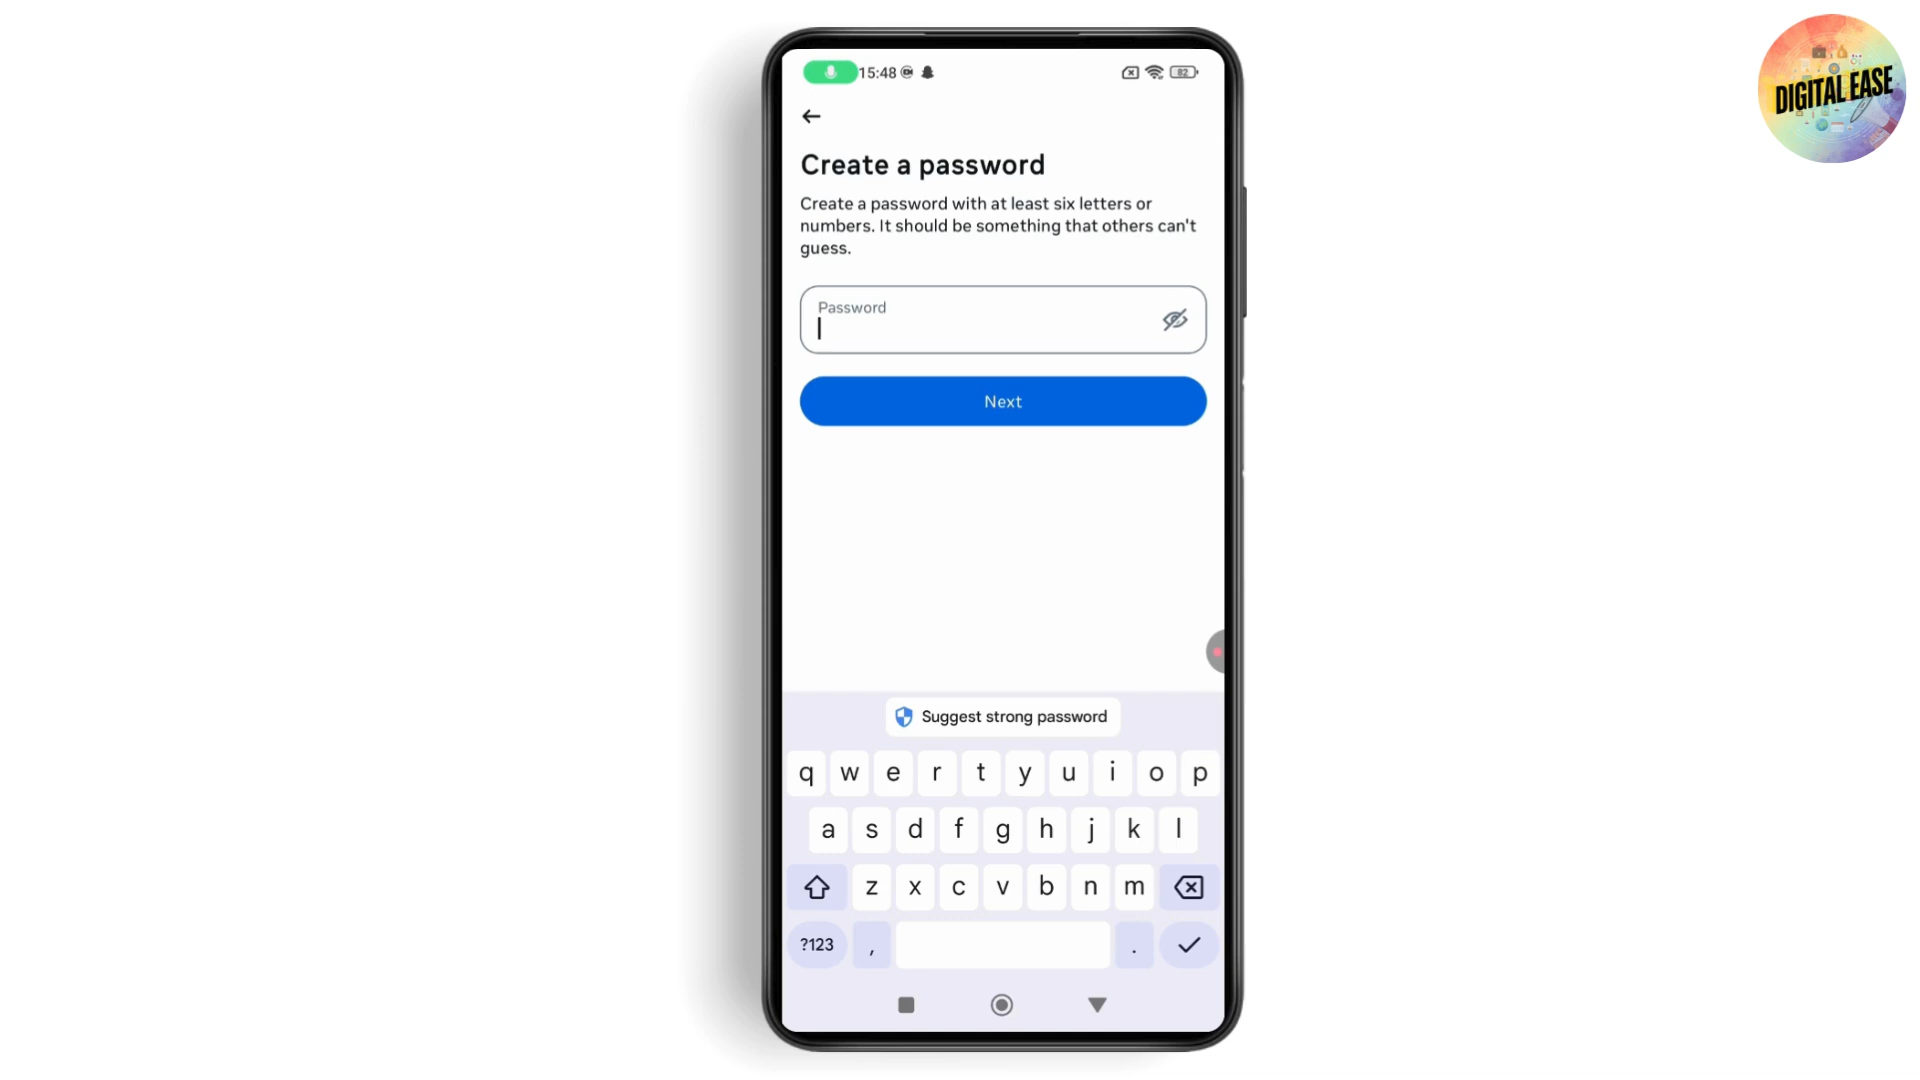 15:48
82
DIGITAL EASE
Create a password
Create a password with at least six letters or
numbers. It should be something that others can't
guess.
Password
Next
Suggest strong password
q w e r t y u i o p
a s d f g h j k l
z x c v b n m
?123 , .